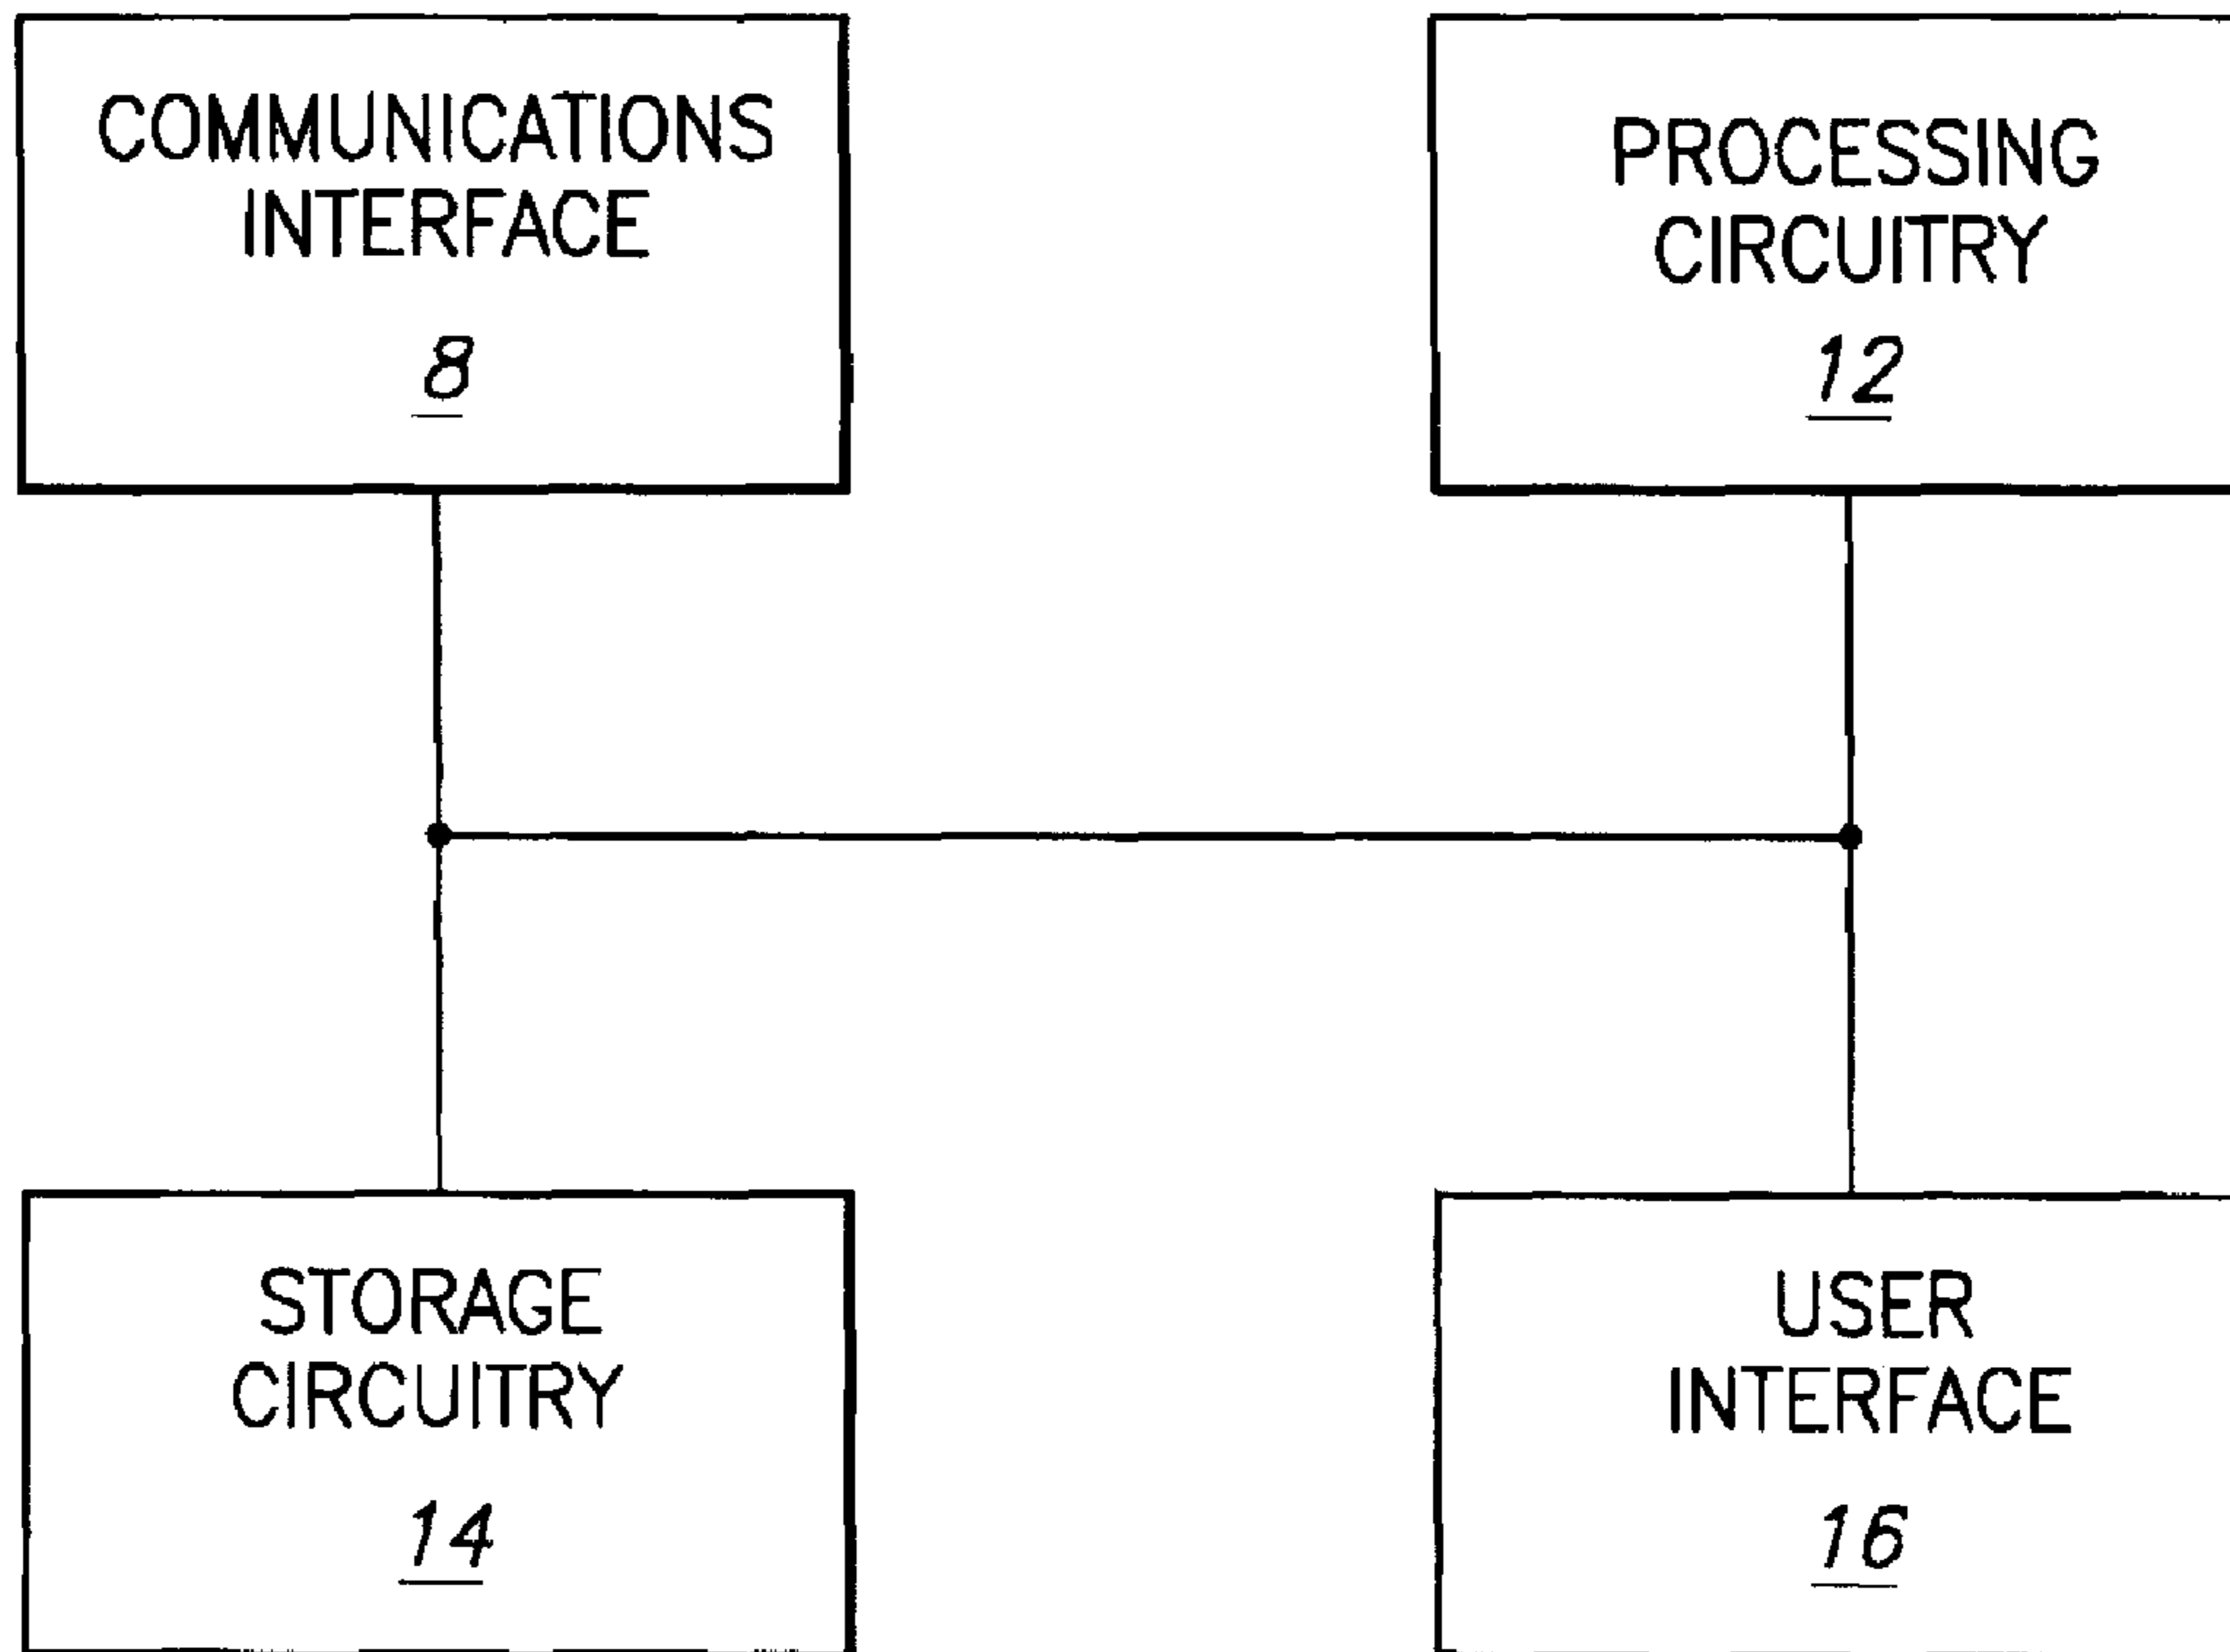 COMMUNICATIONS
INTERFACE
8
PROCESSING
CIRCUITRY
12
STORAGE
CIRCUITRY
14
USER
INTERFACE
16